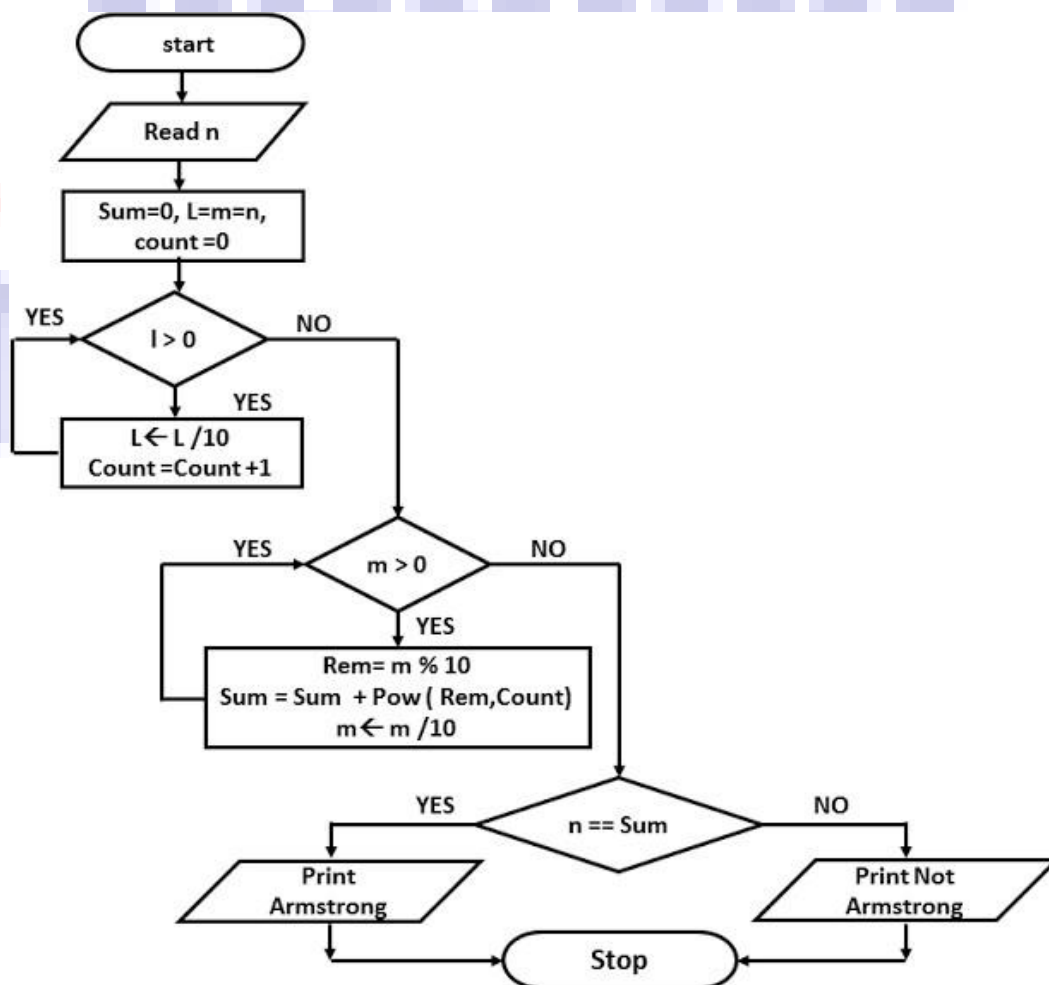 start
Read n
Sum=0, L=m=n,
count =0
YES
l > 0
NO
YES
L← L /10
Count =Count +1
YES
m > 0
NO
YES
Rem= m % 10
Sum = Sum + Pow ( Rem,Count)
m← m /10
YES
n == Sum
NO
Print
Armstrong
Print Not
Armstrong
Stop